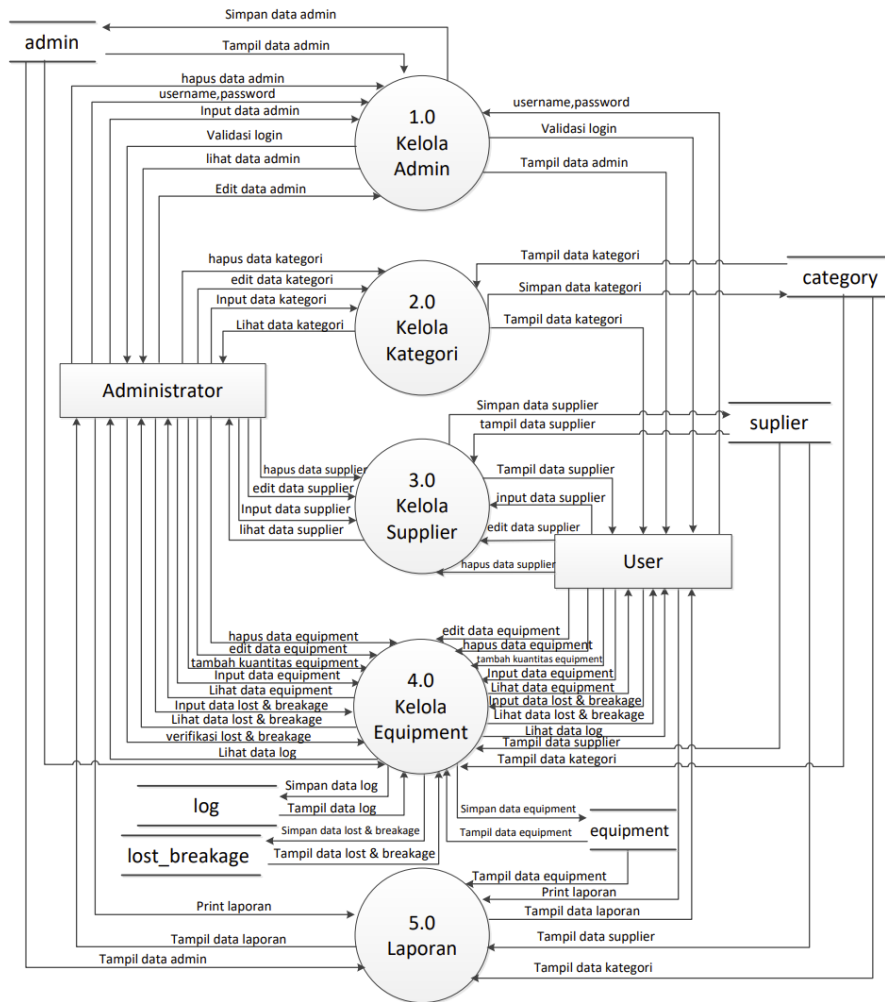 Simpan data admin
admin
Tampil data admin
hapus data admin
username,password
Input data admin
Validasi login
lihat data admin
Edit data admin
1.0
Kelola
Admin
username,password
Validasi login
Tampil data admin
hapus data kategori
edit data kategori
Input data kategori
Lihat data kategori
2.0
Kelola
Kategori
Tampil data kategori
Simpan data kategori
Tampil data kategori
category
Administrator
Simpan data supplier
tampil data supplier
suplier
hapus data supplier
edit data supplier
Input data supplier
lihat data supplier
3.0
Kelola
Supplier
Tampil data supplier
input data supplier
edit data supplier
hapus data supplier
User
hapus data equipment
edit data equipment
tambah kuantitas equipment
Input data equipment
Lihat data equipment
Input data lost & breakage
Lihat data lost & breakage
verifikasi lost & breakage
Lihat data log
4.0
Kelola
Equipment
edit data equipment
hapus data equipment
tambah kuantitas equipment
Input data equipment
Lihat data equipment
Input data lost & breakage
Lihat data lost & breakage
Lihat data log
Tampil data supplier
Tampil data kategori
Simpan data log
log
Tampil data log
Simpan data lost & breakage
lost_breakage
Tampil data lost & breakage
Simpan data equipment
Tampil data equipment
equipment
Tampil data equipment
Print laporan
Tampil data laporan
Tampil data admin
5.0
Laporan
Print laporan
Tampil data laporan
Tampil data supplier
Tampil data kategori